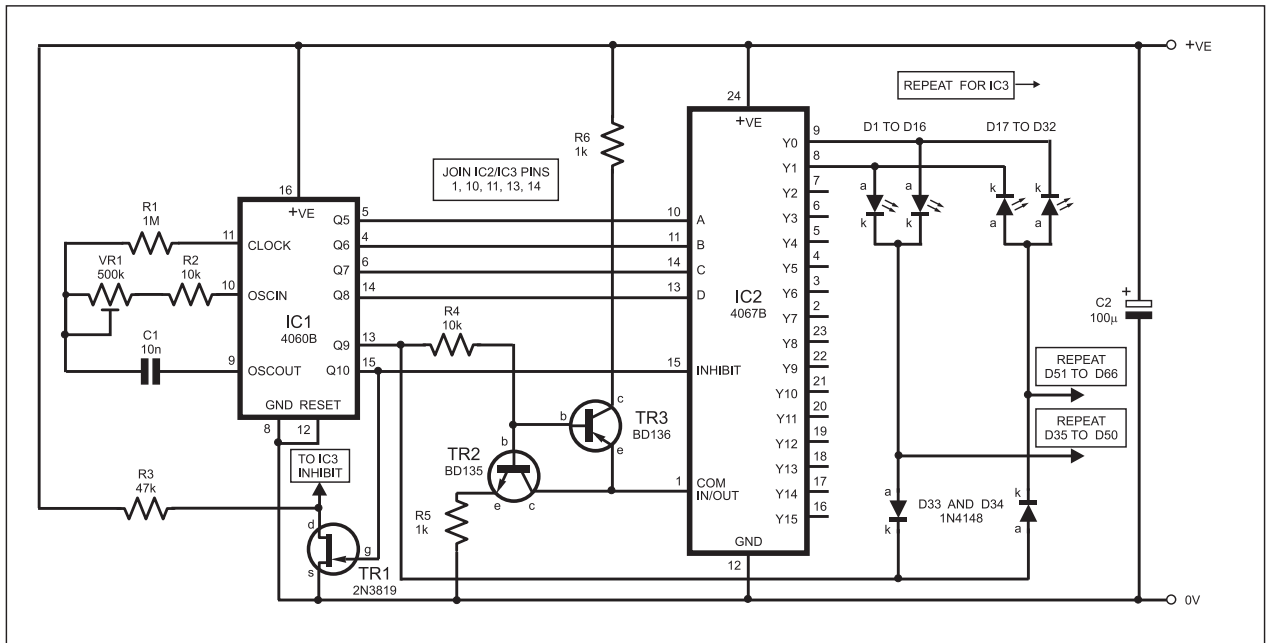 +VE
REPEAT FOR IC3
24
+VE
R6
1k
9
D1 TO D16
D17 TO D32
Y0
8
Y1
JOIN IC2/IC3 PINS
1, 10, 11, 13, 14
7
Y2
a
a
k
k
6
Y3
k
k
a
a
16
+VE
R1
1M
11
CLOCK
Q5
5
10
A
5
Y4
Q6
4
11
B
4
Y5
VR1
500k
R2
10k
10
OSCIN
Q7
6
14
C
3
Y6
Q8
14
13
D
2
Y7
IC1
4060B
IC2
4067B
+
C2
100μ
C1
10n
9
OSCOUT
Q9
13
R4
10k
23
Y8
Q10
15
15
INHIBIT
22
Y9
21
Y10
REPEAT
D51 TO D66
GND RESET
8
12
20
Y11
REPEAT
D35 TO D50
c
b
e
TR3
BD136
19
Y12
18
Y13
TO IC3
INHIBIT
TR2
BD135
b
e
c
1
COM
IN/OUT
17
Y14
16
Y15
R3
47k
R5
1k
a
k
D33 AND D34
1N4148
k
a
d
g
s
TR1
2N3819
GND
12
0V